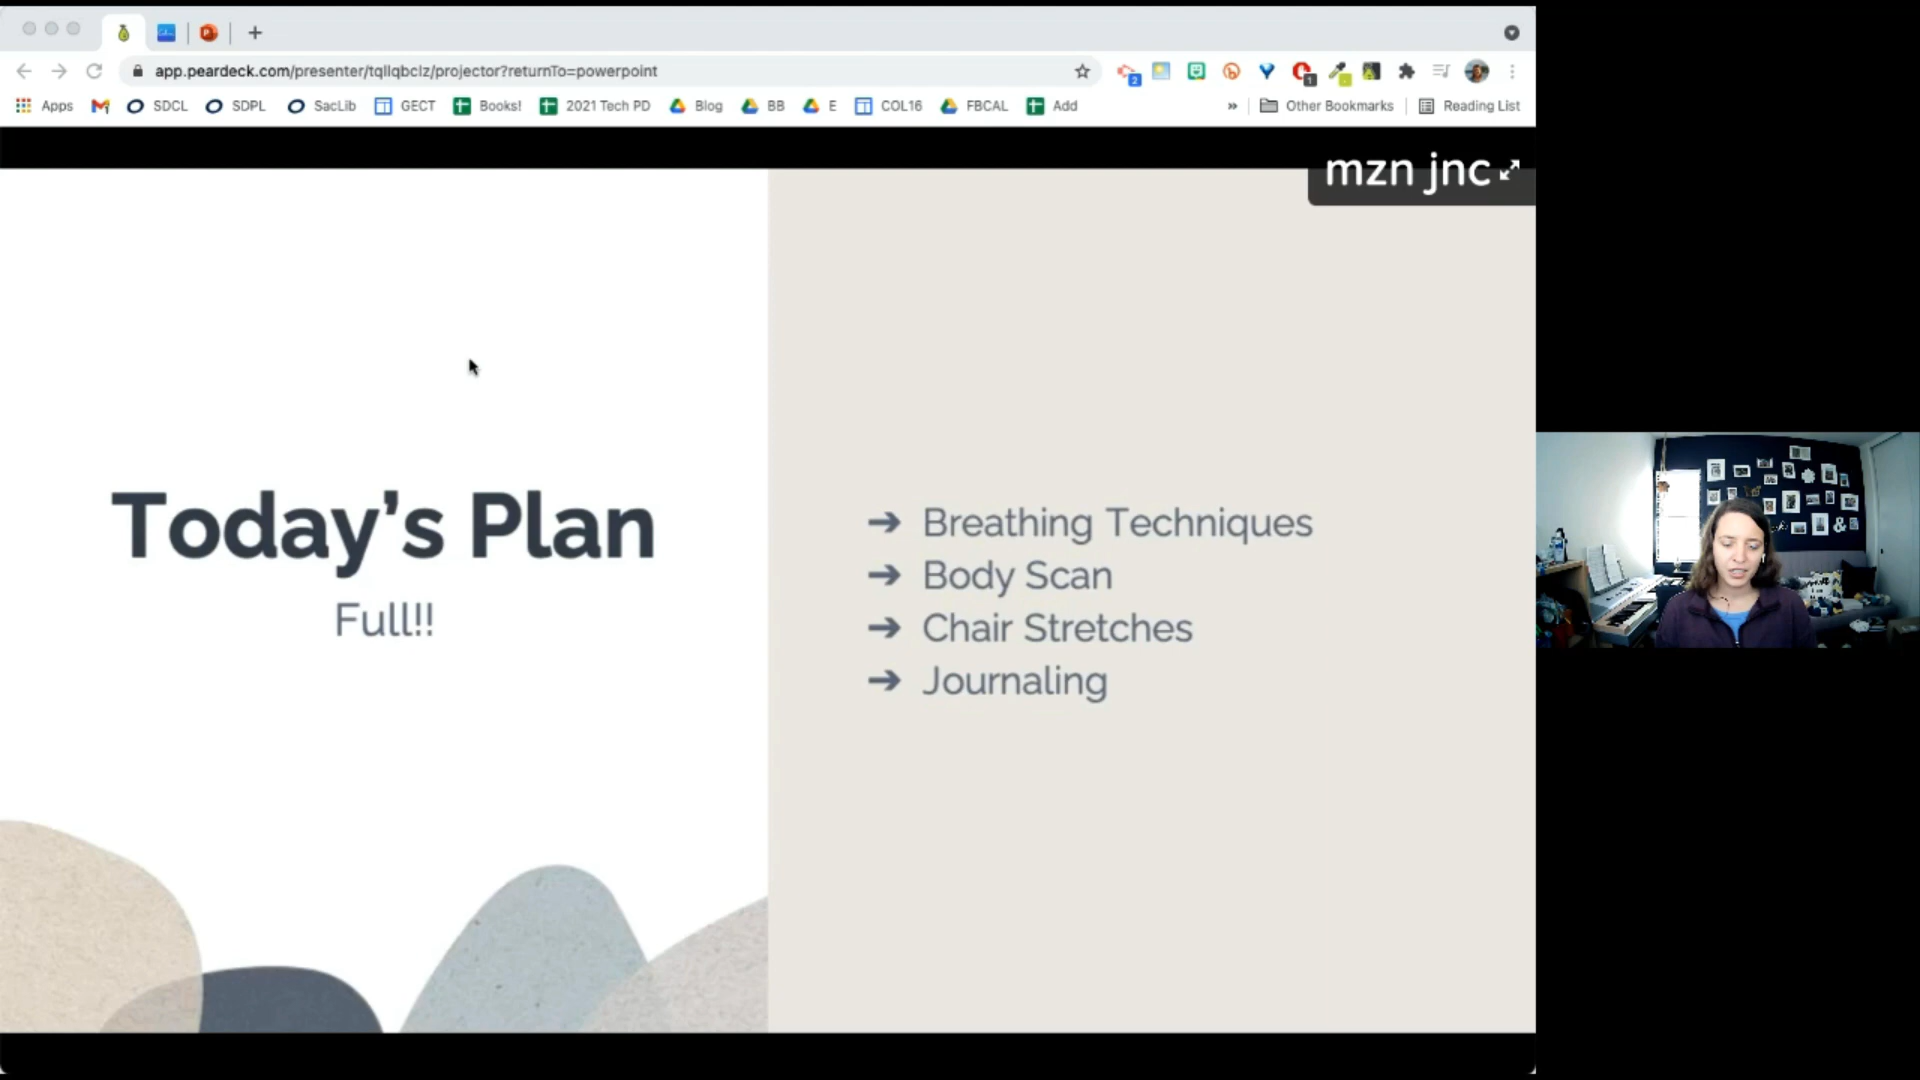 app.peardeck.com/presenter/tqllqbclz/projector?returnTo=powerpoint
Apps SDCL SDPL SacLib GECT Books! 2021 Tech PD Blog BB E COL16 FBCAL Add » Other Bookmarks Reading List
mzn jnc
Today's Plan
Full!!
➔ Breathing Techniques
➔ Body Scan
➔ Chair Stretches
➔ Journaling